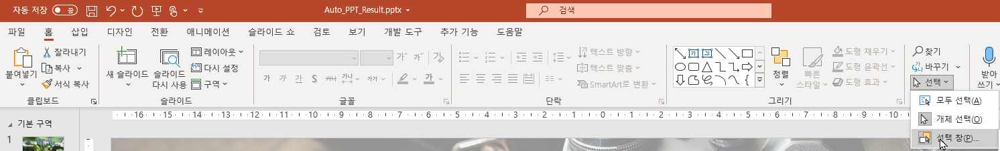 자동 저장 끔 Auto_PPT_Result.pptx 검색
파일 홈 삽입 디자인 전환 애니메이션 슬라이드 쇼 검토 보기 개발 도구 추가 기능 도움말
붙여넣기
잘라내기
복사
서식 복사
클립보드
새 슬라이드
슬라이드
다시 사용
레이아웃
다시 설정
구역
슬라이드
가 가 가
가 가 가 S 가나 가가 가
글꼴
텍스트 방향
텍스트 맞춤
SmartArt로 변환
단락
정렬
빠른
스타일
도형 채우기
도형 윤곽선
도형 효과
그리기
찾기
바꾸기
선택
받아
쓰기
모두 선택(A)
개체 선택(O)
선택 창(P)...
기본 구역
1
16 15 14 13 12 11 10 9 8 7 6 5 4 3 2 1 0 1 2 3 4 5 6 7 8 9 10